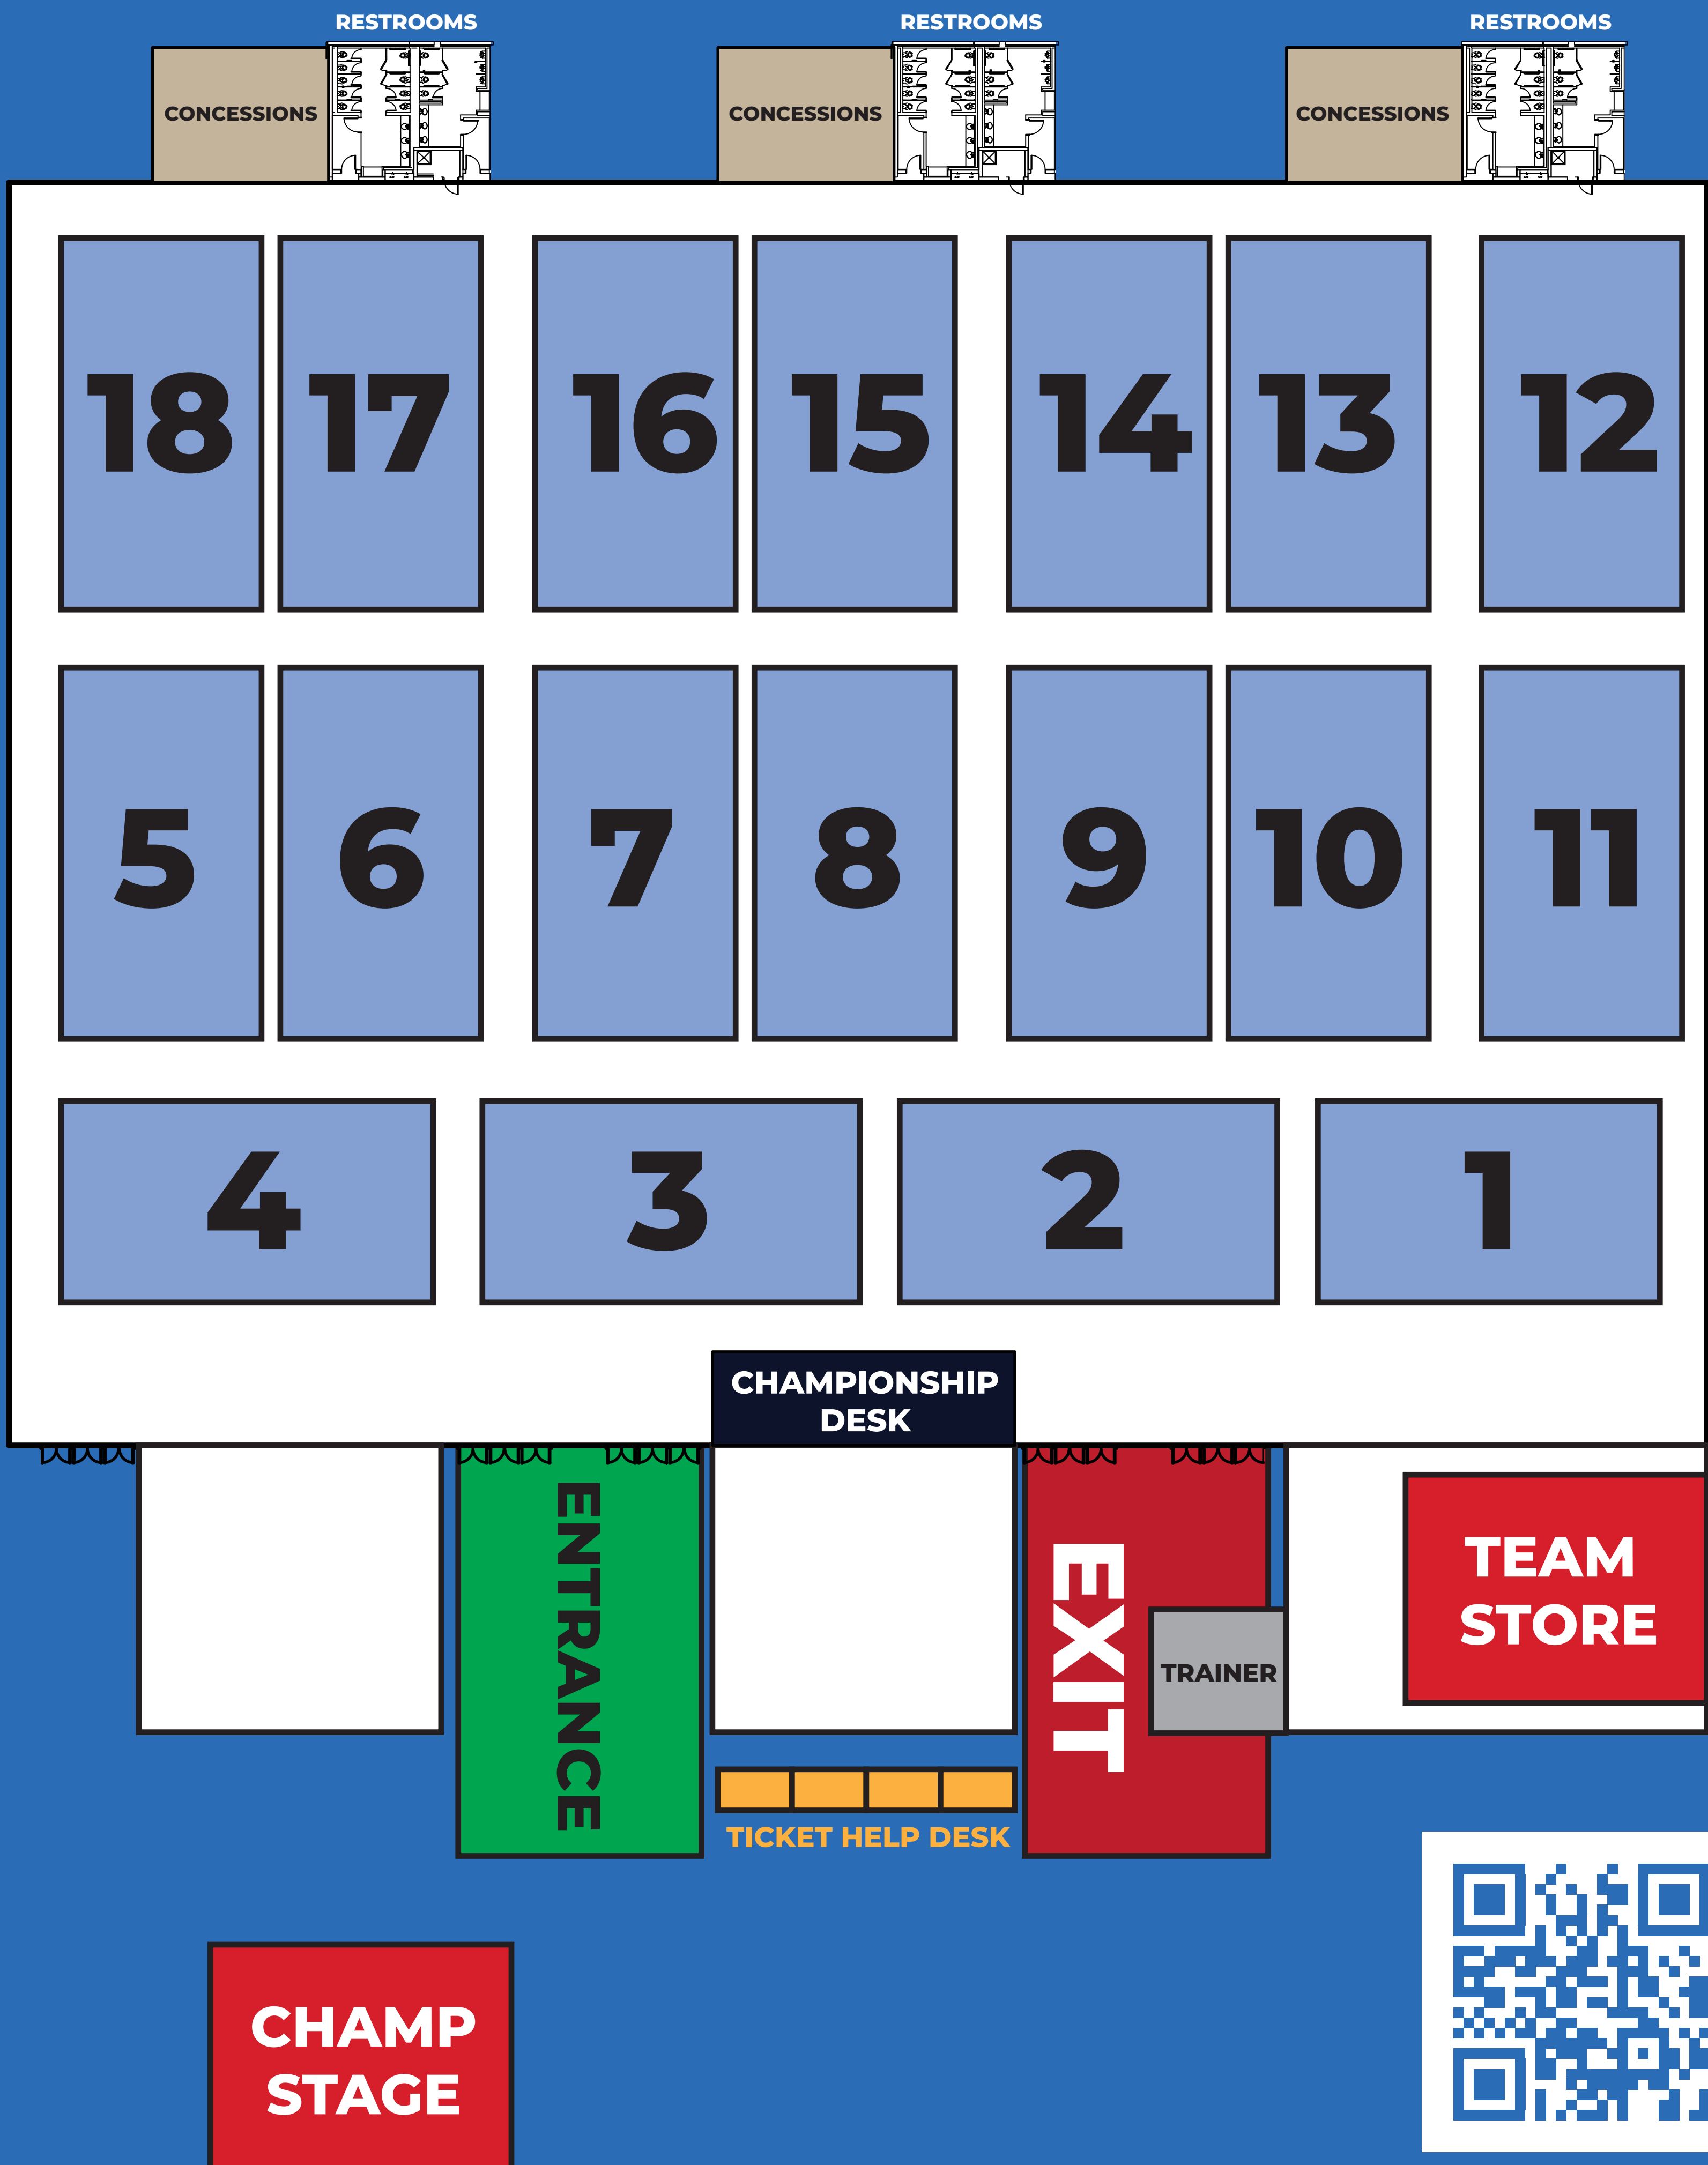 RESTROOMS
RESTROOMS
RESTROOMS
CONCESSIONS
CONCESSIONS
CONCESSIONS
18
17
16
15
14
13
12
5
6
7
8
9
10
11
4
3
2
1
CHAMPIONSHIP
DESK
ENTRANCE
EXIT
TRAINER
TEAM
STORE
TICKET HELP DESK
CHAMP
STAGE